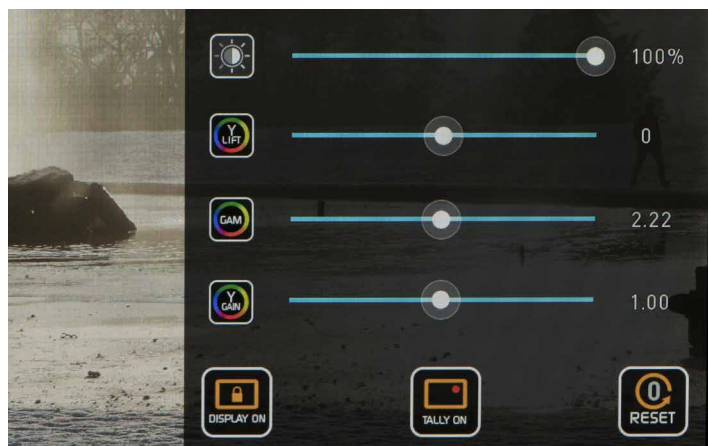 100%
Y
LIFT
0
GAM
2.22
Y
GAIN
1.00
DISPLAY ON
TALLY ON
0
RESET